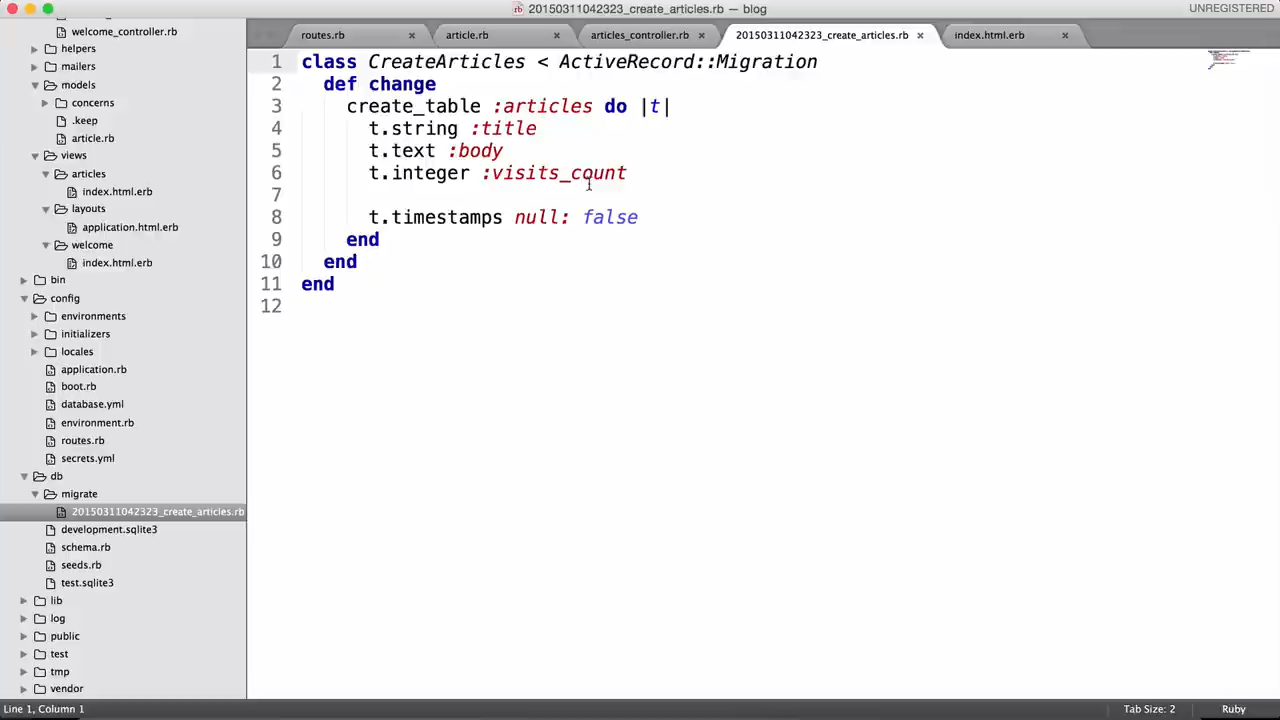 20150311042323_create_articles.rb — blog
UNREGISTERED
welcome_controller.rb
helpers
mailers
models
concerns
.keep
article.rb
views
articles
index.html.erb
layouts
application.html.erb
welcome
index.html.erb
bin
config
environments
initializers
locales
application.rb
boot.rb
database.yml
environment.rb
routes.rb
secrets.yml
db
migrate
20150311042323_create_articles.rb
development.sqlite3
schema.rb
seeds.rb
test.sqlite3
lib
log
public
test
tmp
vendor
routes.rb × article.rb × articles_controller.rb × 20150311042323_create_articles.rb × index.html.erb ×
1 class CreateArticles < ActiveRecord::Migration
2 def change
3 create_table :articles do |t|
4 t.string :title
5 t.text :body
6 t.integer :visits_count
7
8 t.timestamps null: false
9 end
10 end
11 end
12
Line 1, Column 1
Tab Size: 2
Ruby